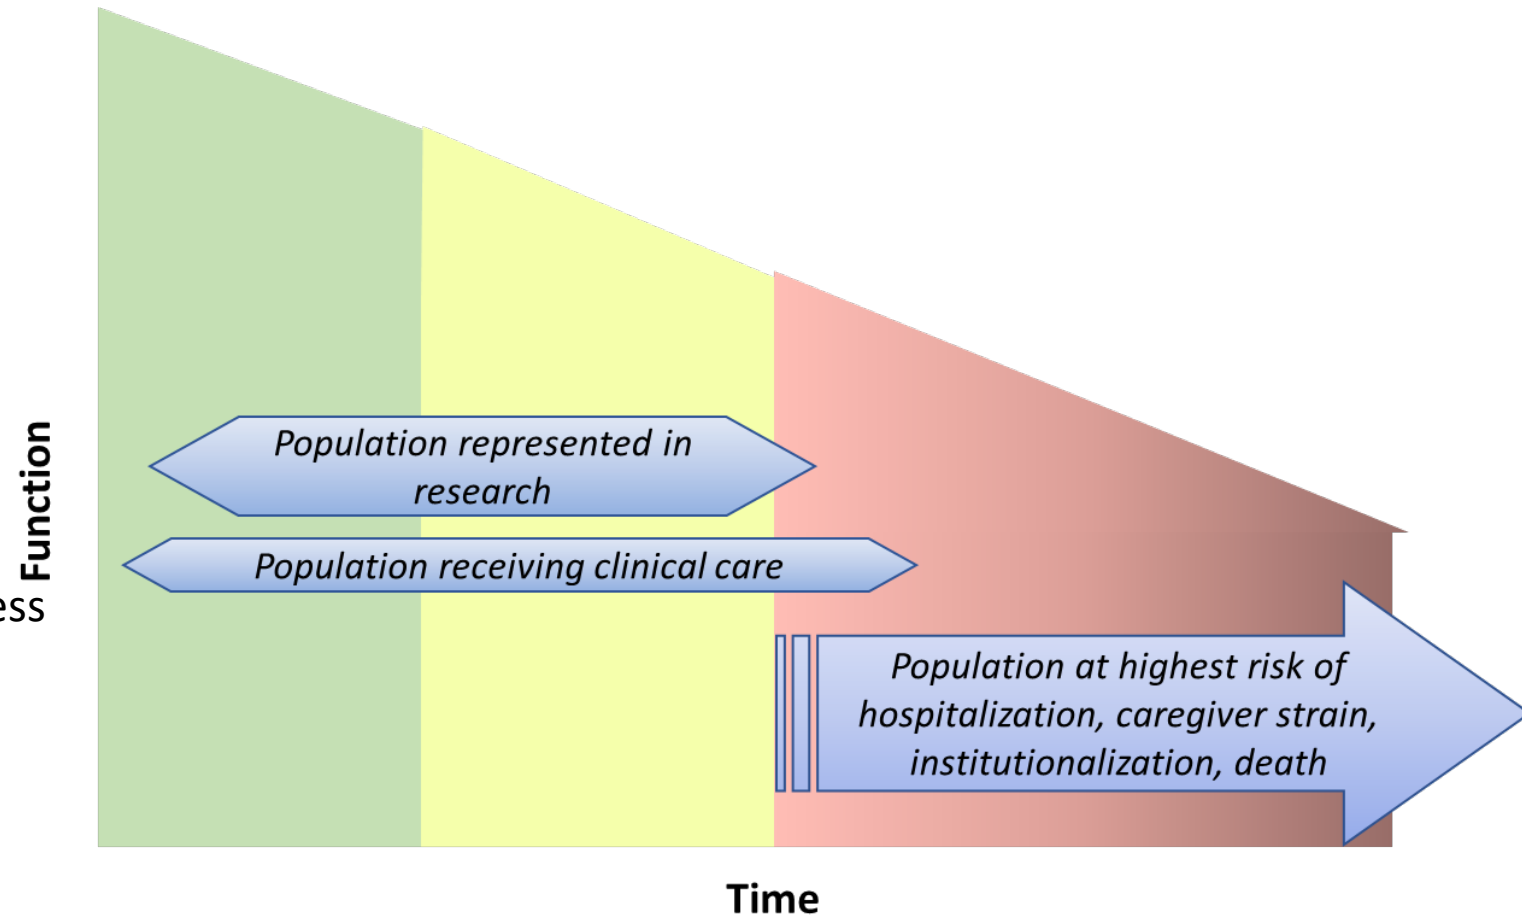 Population represented in
research
Population receiving clinical care
Function
ess
Population at highest risk of
hospitalization, caregiver strain,
institutionalization, death
Time